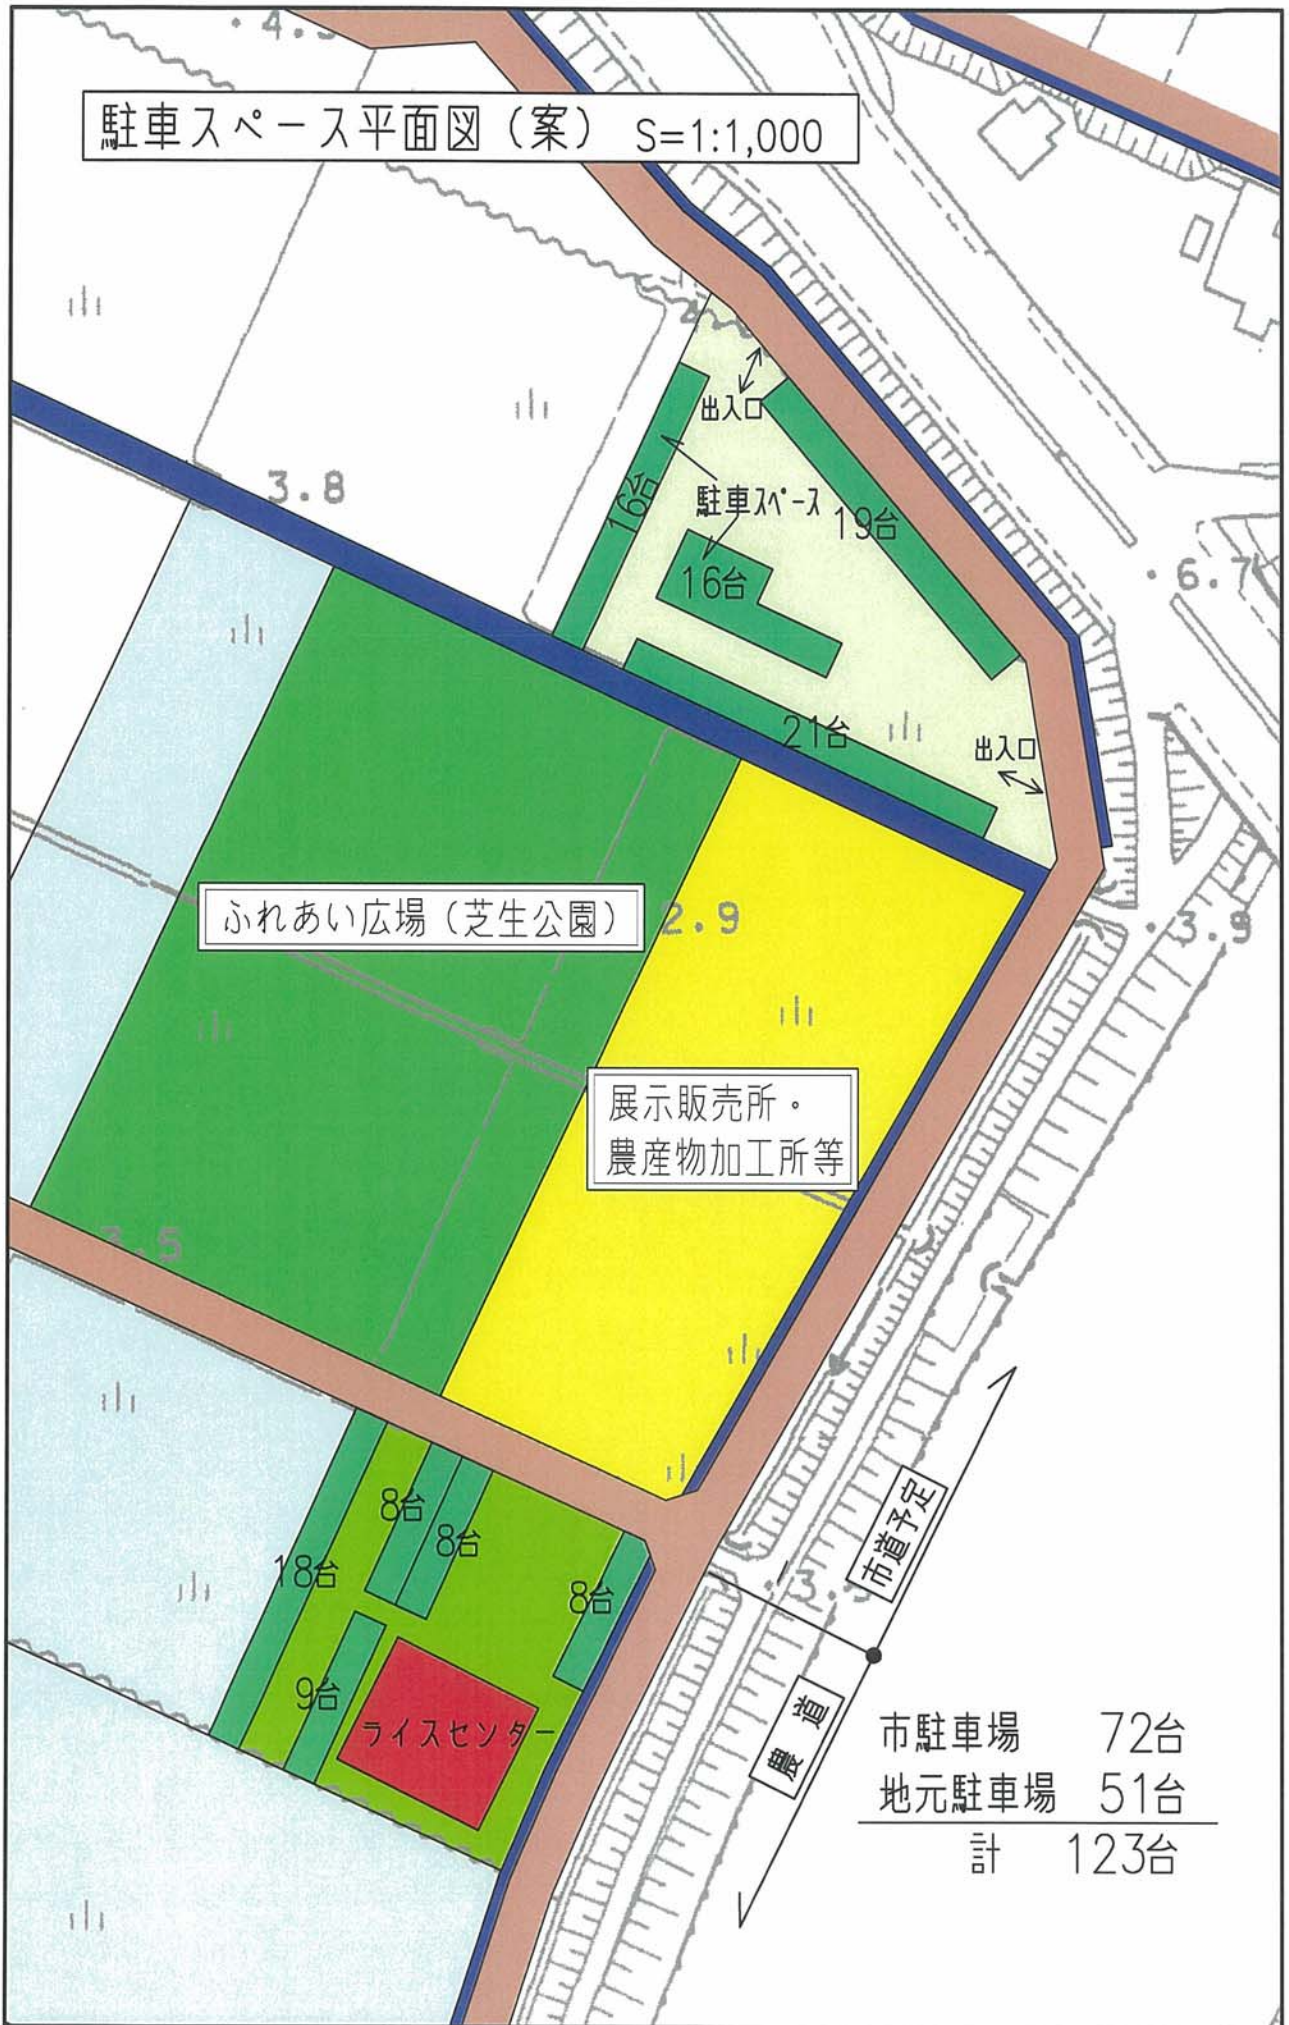 4.5
駐車スペース平面図（案） S=1:1,000
出入口
3.8
16台
駐車スペース
19台
16台
6.7
21台
出入口
ふれあい広場（芝生公園）
2.9
3.9
展示販売所・
農産物加工所等
3.5
市道予定
8台
8台
18台
8台
9台
ライスセンター
農 道
市駐車場 72台
地元駐車場 51台
計 123台